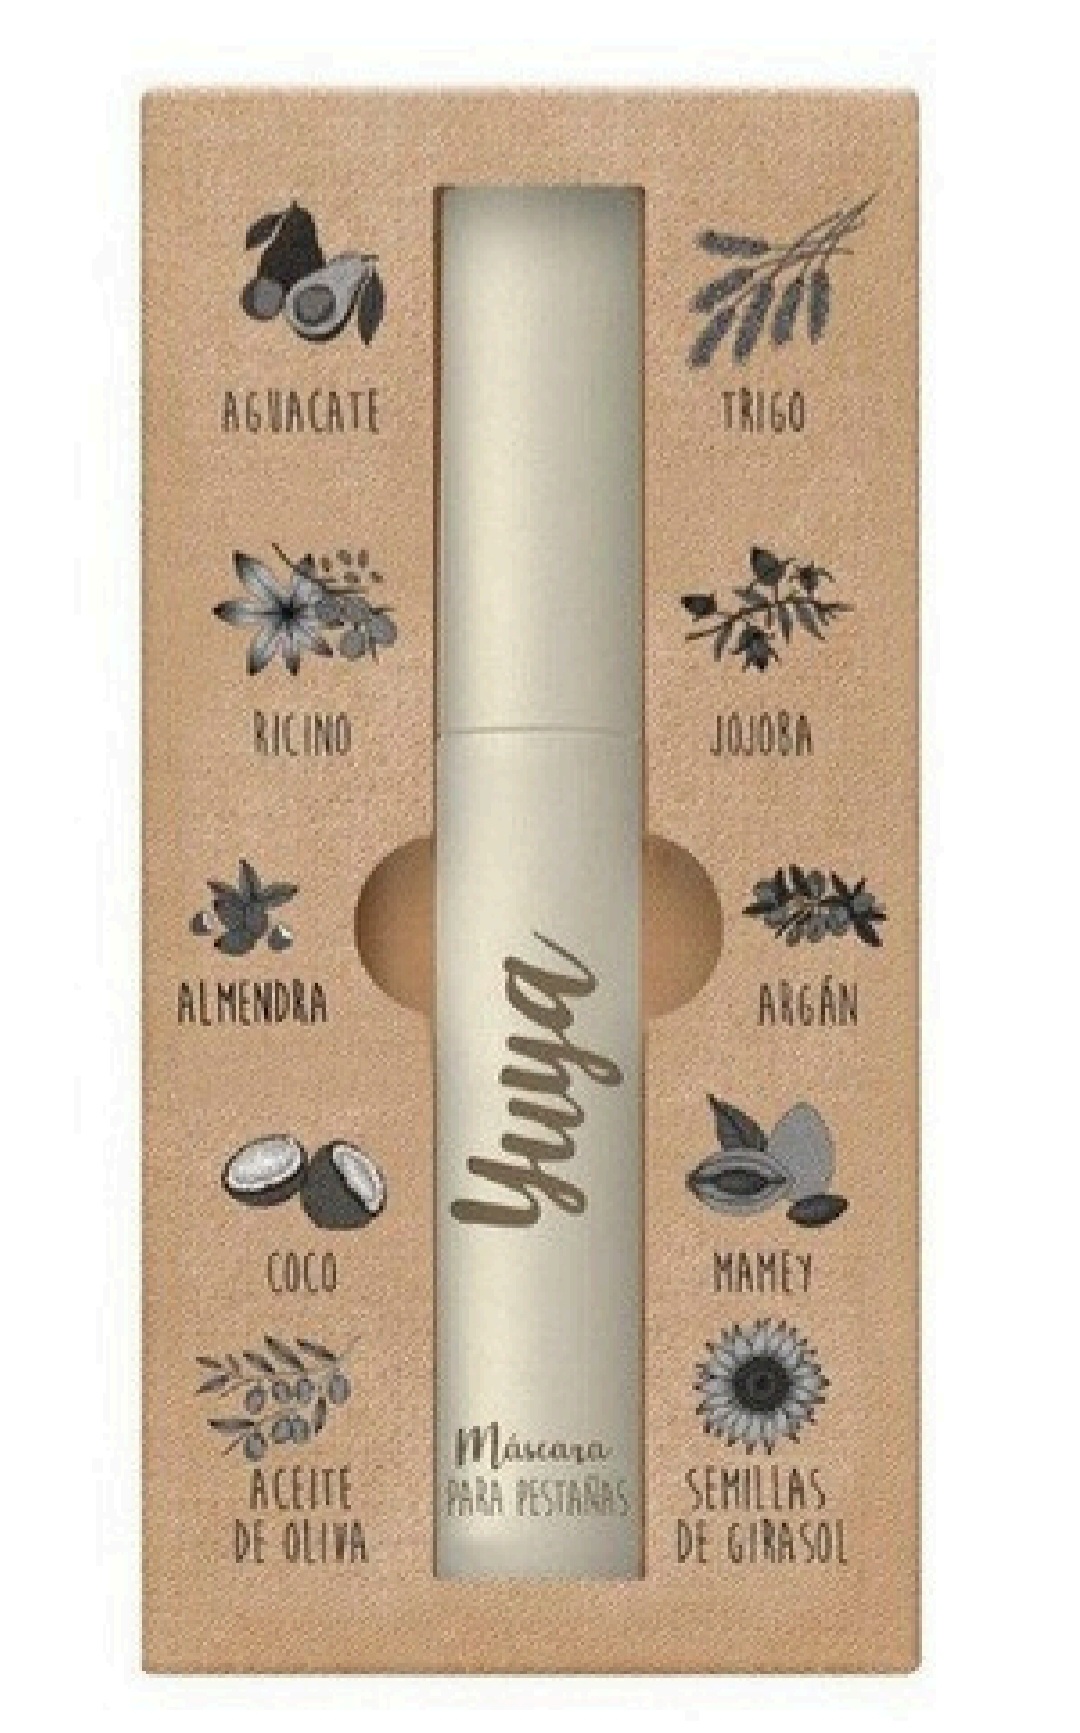 AGUACATE
TRIGO
RICINO
JOJOBA
ALMENDRA
ARGÁN
COCO
MAMEY
ACEITE
DE OLIVA
SEMILLAS
DE GIRASOL
Yuya
Máscara
PARA PESTAÑAS